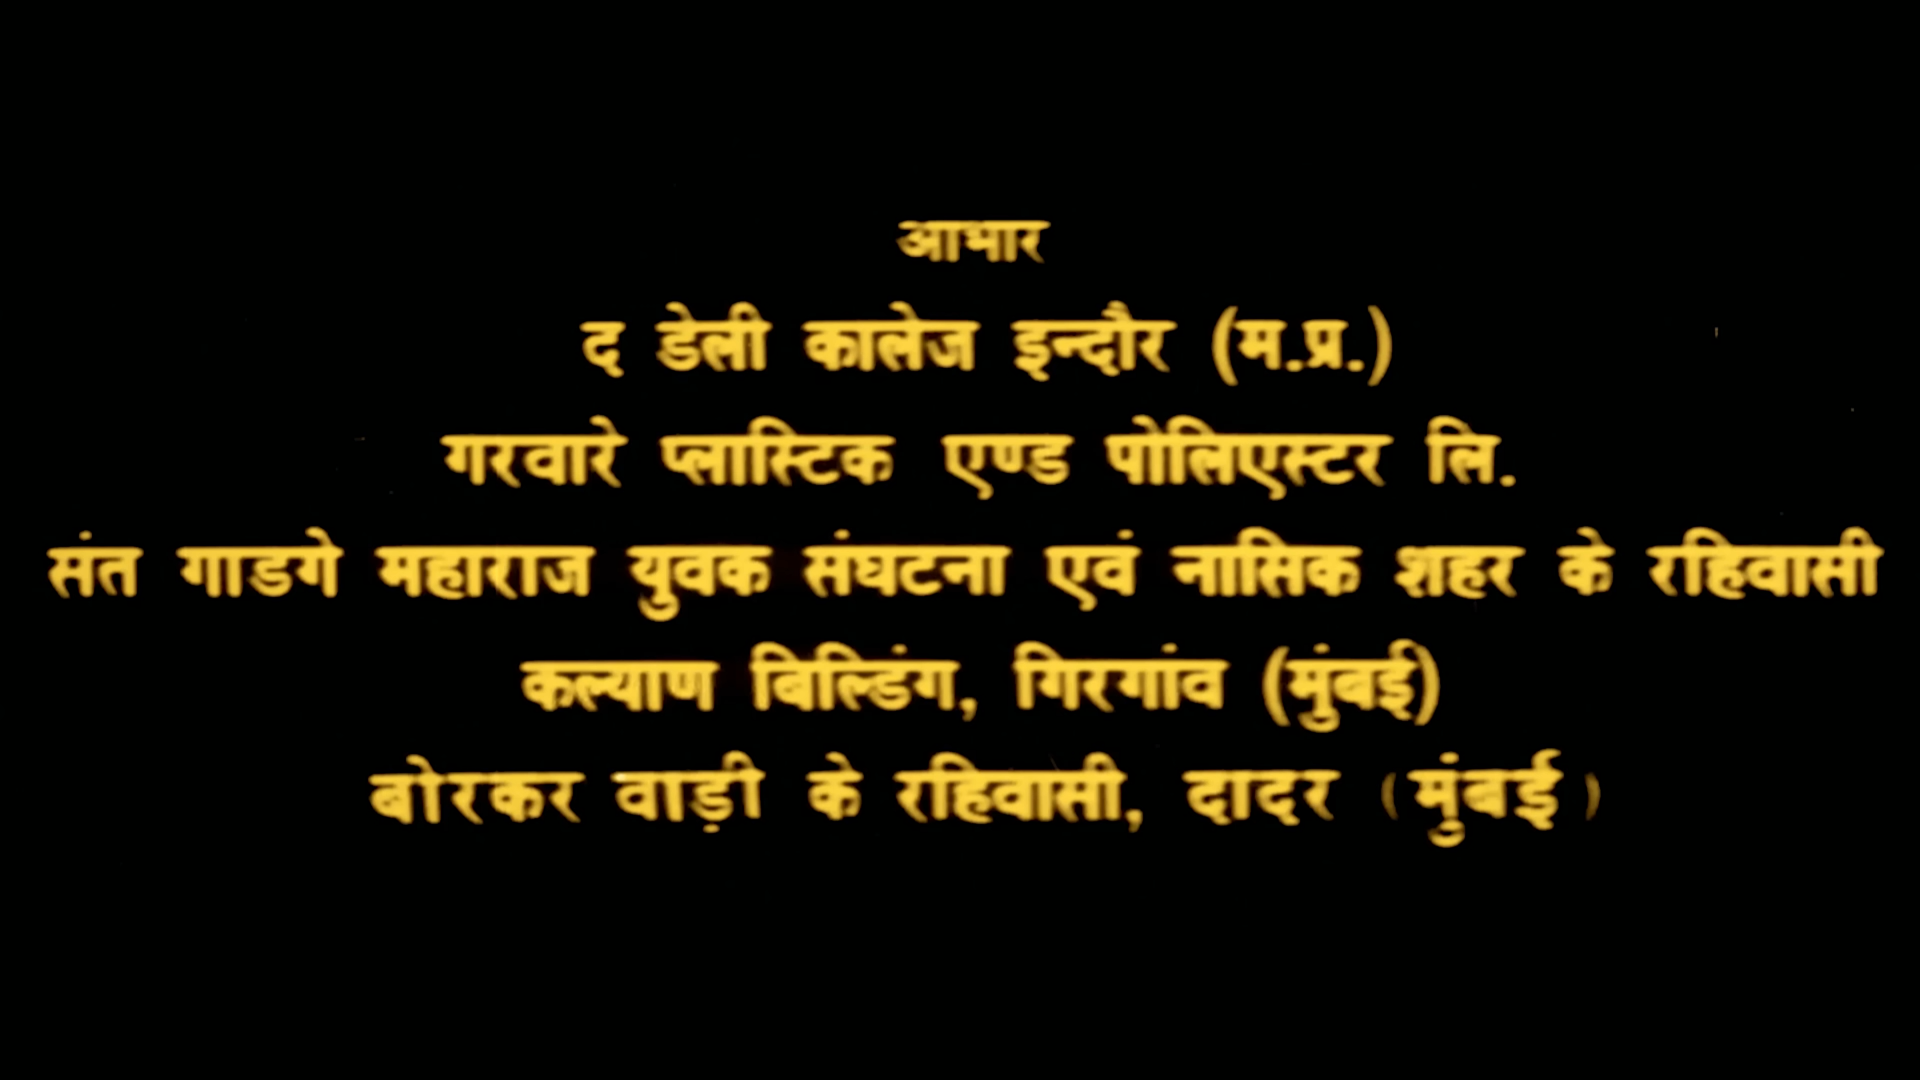 आभार
द डेली कालेज इन्दौर (म.प्र.)
गरवारे प्लास्टिक एण्ड पोलिएस्टर लि.
संत गाडगे महाराज युवक संघटना एवं नासिक शहर के रहिवासी
कल्याण बिल्डिंग, गिरगांव (मुंबई)
बोरकर वाड़ी के रहिवासी, दादर (मुंबई)